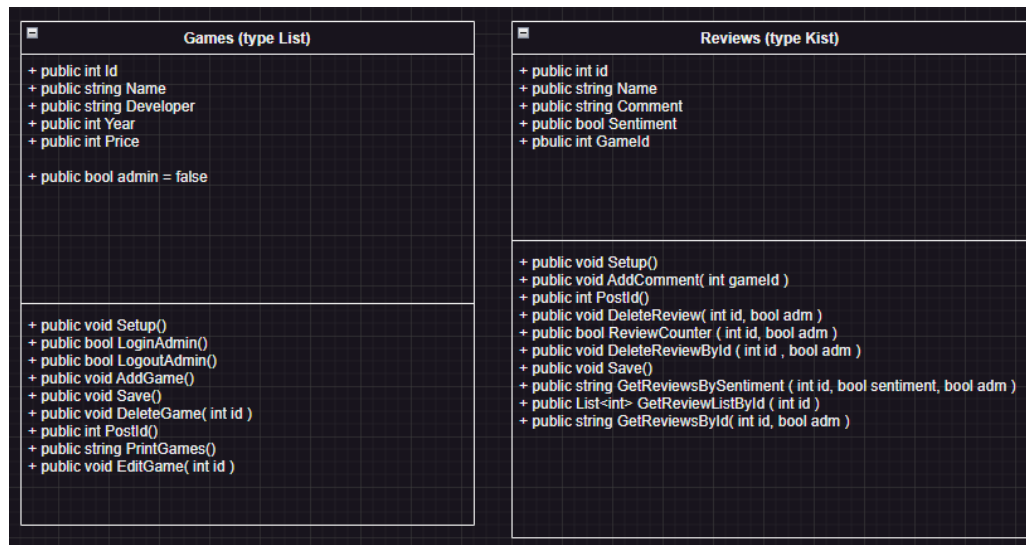 Games (type List)
+ public int Id
+ public string Name
+ public string Developer
+ public int Year
+ public int Price
+ public bool admin = false
+ public void Setup()
+ public bool LoginAdmin()
+ public bool LogoutAdmin()
+ public void AddGame()
+ public void Save()
+ public void DeleteGame( int id )
+ public int PostId()
+ public string PrintGames()
+ public void EditGame( int id )
Reviews (type Kist)
+ public int id
+ public string Name
+ public string Comment
+ public bool Sentiment
+ pbulic int GameId
+ public void Setup()
+ public void AddComment( int gameId )
+ public int PostId()
+ public void DeleteReview( int id, bool adm )
+ public bool ReviewCounter ( int id, bool adm )
+ public void DeleteReviewById ( int id , bool adm )
+ public void Save()
+ public string GetReviewsBySentiment ( int id, bool sentiment, bool adm )
+ public List<int> GetReviewListById ( int id )
+ public string GetReviewsById( int id, bool adm )